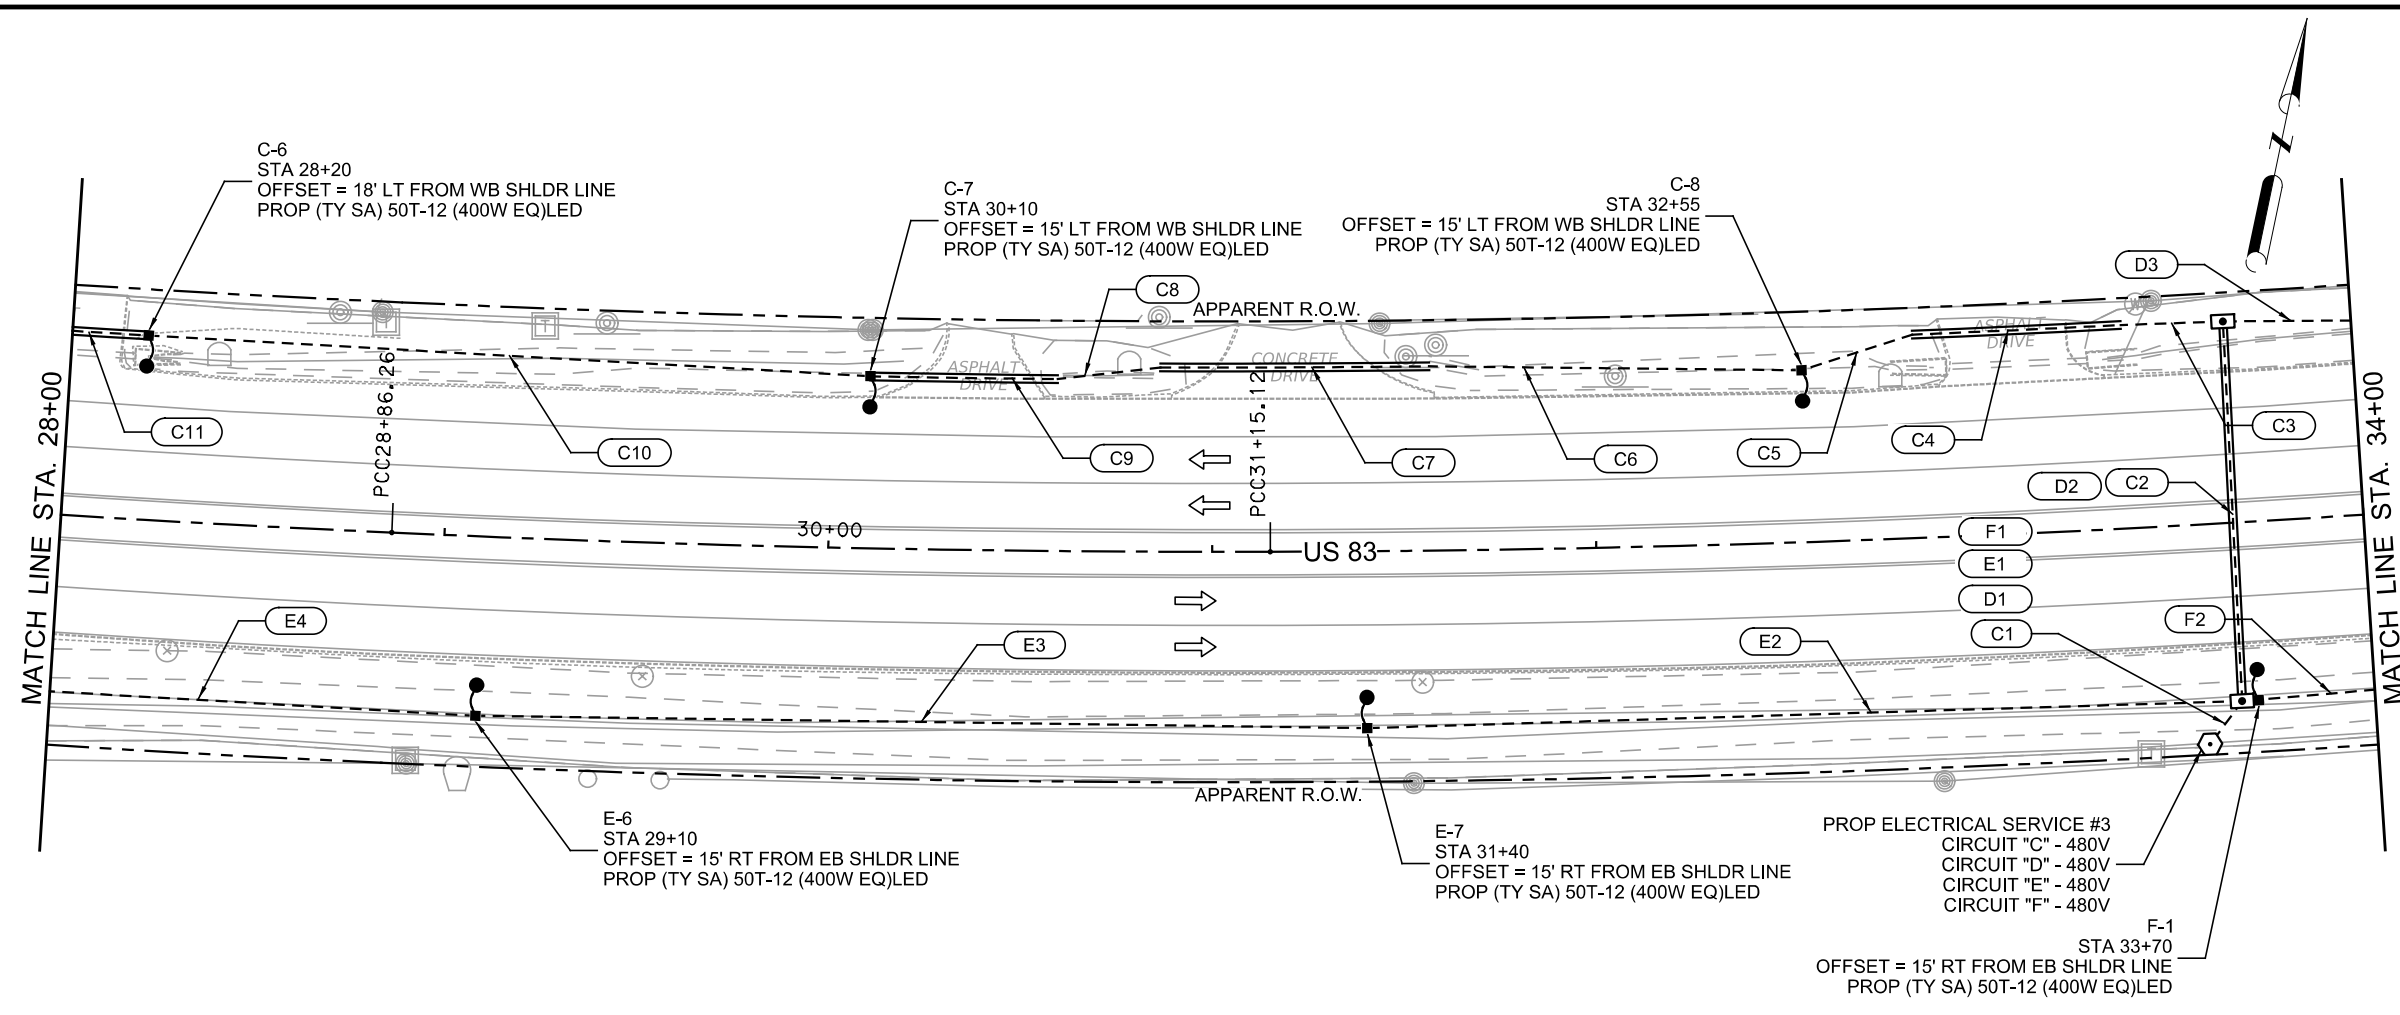 C-6
STA 28+20
OFFSET = 18' LT FROM WB SHLDR LINE
PROP (TY SA) 50T-12 (400W EQ)LED
C-7
STA 30+10
OFFSET = 15' LT FROM WB SHLDR LINE
PROP (TY SA) 50T-12 (400W EQ)LED
C-8
STA 32+55
OFFSET = 15' LT FROM WB SHLDR LINE
PROP (TY SA) 50T-12 (400W EQ)LED
N
D3
C8
APPARENT R.O.W.
T
T
W
ASPHALT
DRIVE
CONCRETE
DRIVE
ASPHALT
DRIVE
MATCH LINE STA. 28+00
PCC28+86.26
PCC31+15.12
MATCH LINE STA. 34+00
C11
C10
C9
C7
C6
C5
C4
C3
D2
C2
30+00
US 83
F1
E1
D1
C1
F2
E4
E3
E2
T
APPARENT R.O.W.
E-6
STA 29+10
OFFSET = 15' RT FROM EB SHLDR LINE
PROP (TY SA) 50T-12 (400W EQ)LED
E-7
STA 31+40
OFFSET = 15' RT FROM EB SHLDR LINE
PROP (TY SA) 50T-12 (400W EQ)LED
PROP ELECTRICAL SERVICE #3
CIRCUIT "C" - 480V
CIRCUIT "D" - 480V
CIRCUIT "E" - 480V
CIRCUIT "F" - 480V
F-1
STA 33+70
OFFSET = 15' RT FROM EB SHLDR LINE
PROP (TY SA) 50T-12 (400W EQ)LED